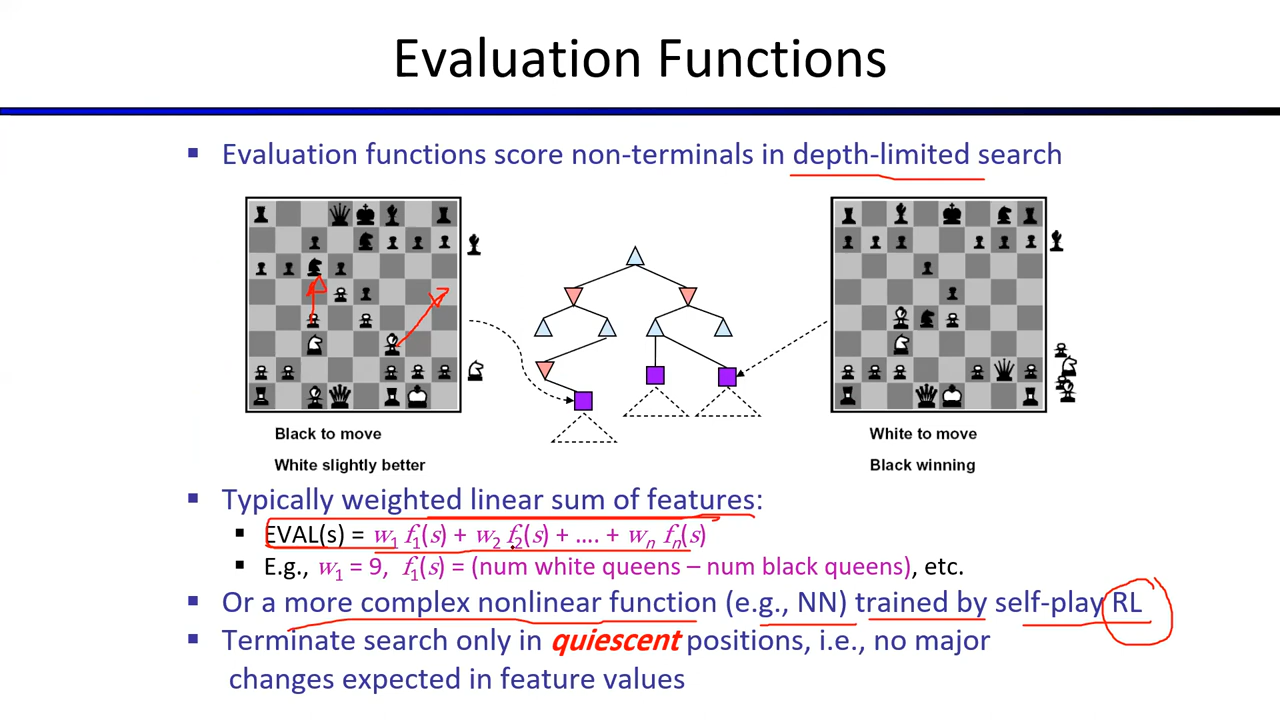 Evaluation Functions
▪ Evaluation functions score non-terminals in depth-limited search
Black to move
White slightly better
White to move
Black winning
▪ Typically weighted linear sum of features:
▪ EVAL(s) = w₁ f₁(s) + w₂ f₂(s) + .... + wₙ fₙ(s)
▪ E.g., w₁ = 9, f₁(s) = (num white queens – num black queens), etc.
▪ Or a more complex nonlinear function (e.g., NN) trained by self-play RL
▪ Terminate search only in quiescent positions, i.e., no major
changes expected in feature values